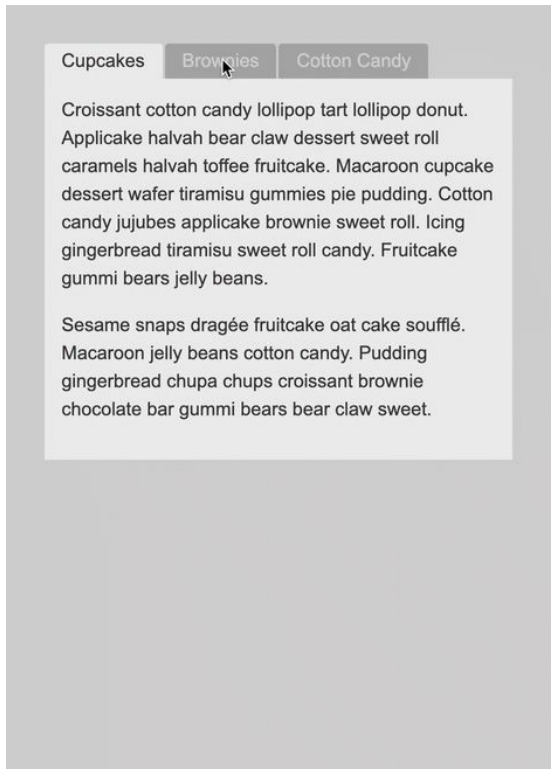 Cupcakes Brownies Cotton Candy
Croissant cotton candy lollipop tart lollipop donut.
Applicake halvah bear claw dessert sweet roll
caramels halvah toffee fruitcake. Macaroon cupcake
dessert wafer tiramisu gummies pie pudding. Cotton
candy jujubes applicake brownie sweet roll. Icing
gingerbread tiramisu sweet roll candy. Fruitcake
gummi bears jelly beans.
Sesame snaps dragée fruitcake oat cake soufflé.
Macaroon jelly beans cotton candy. Pudding
gingerbread chupa chups croissant brownie
chocolate bar gummi bears bear claw sweet.